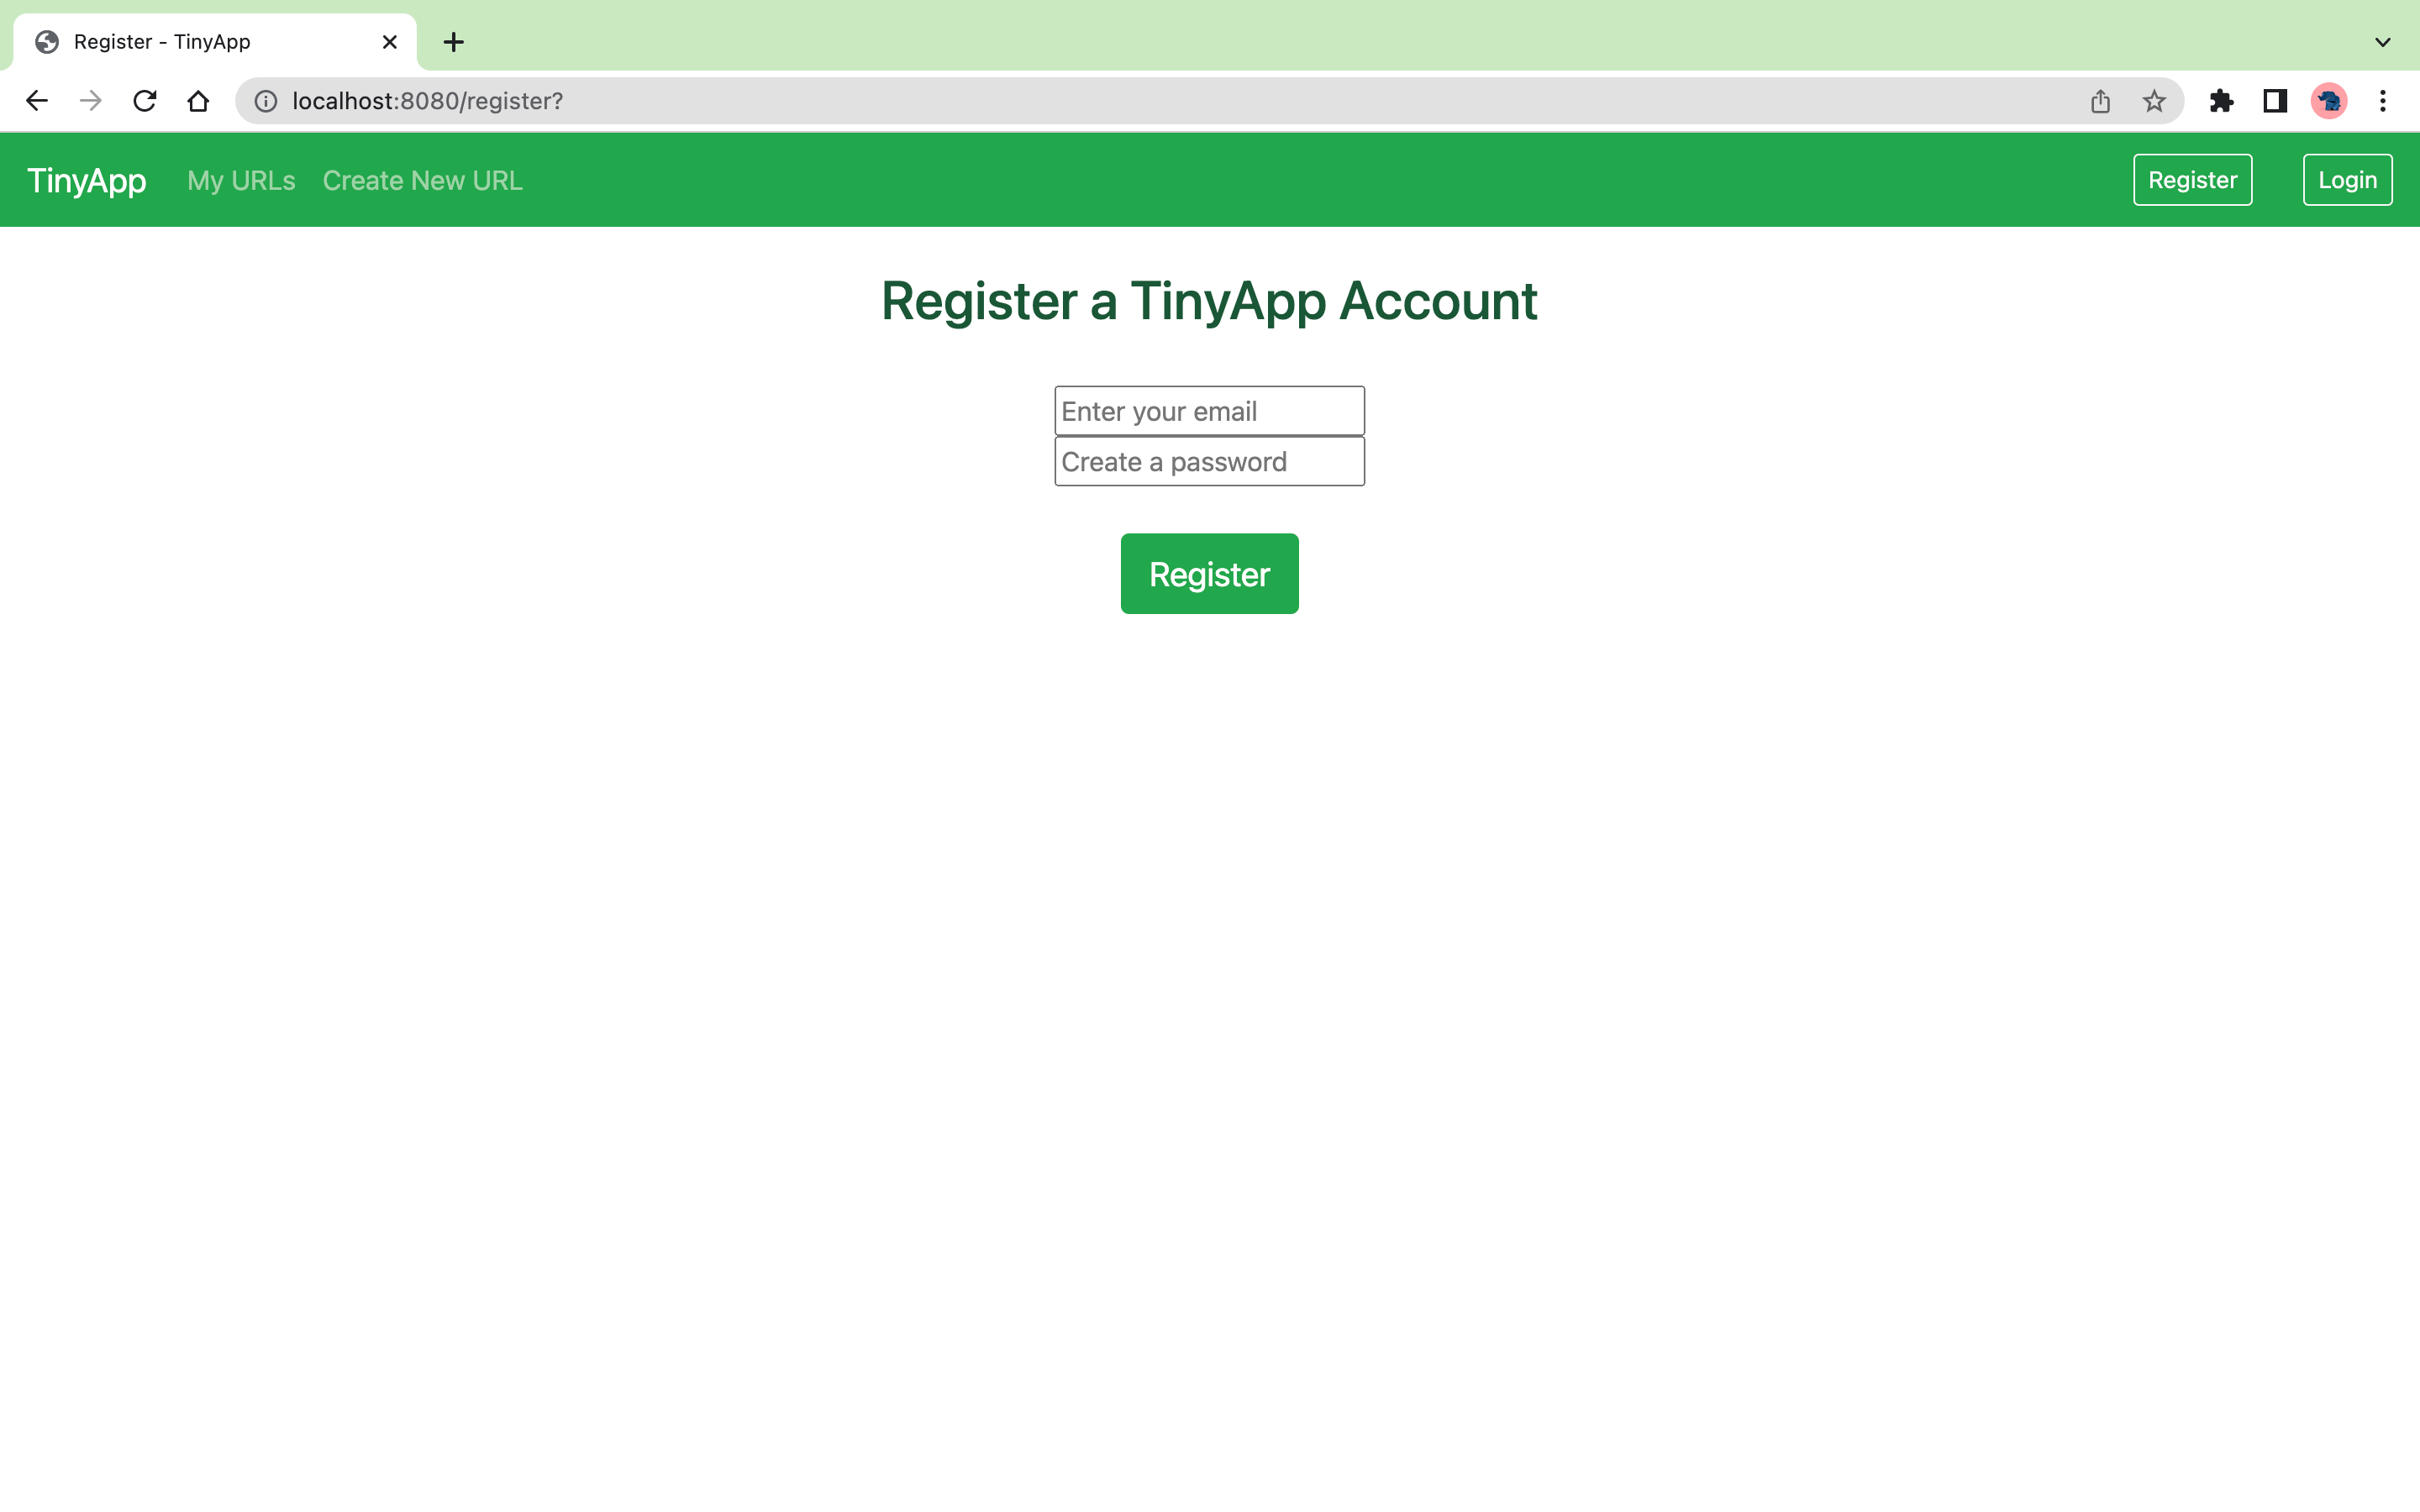 Register - TinyApp
localhost:8080/register?
TinyApp My URLs Create New URL Register Login
Register a TinyApp Account
Enter your email
Create a password
Register